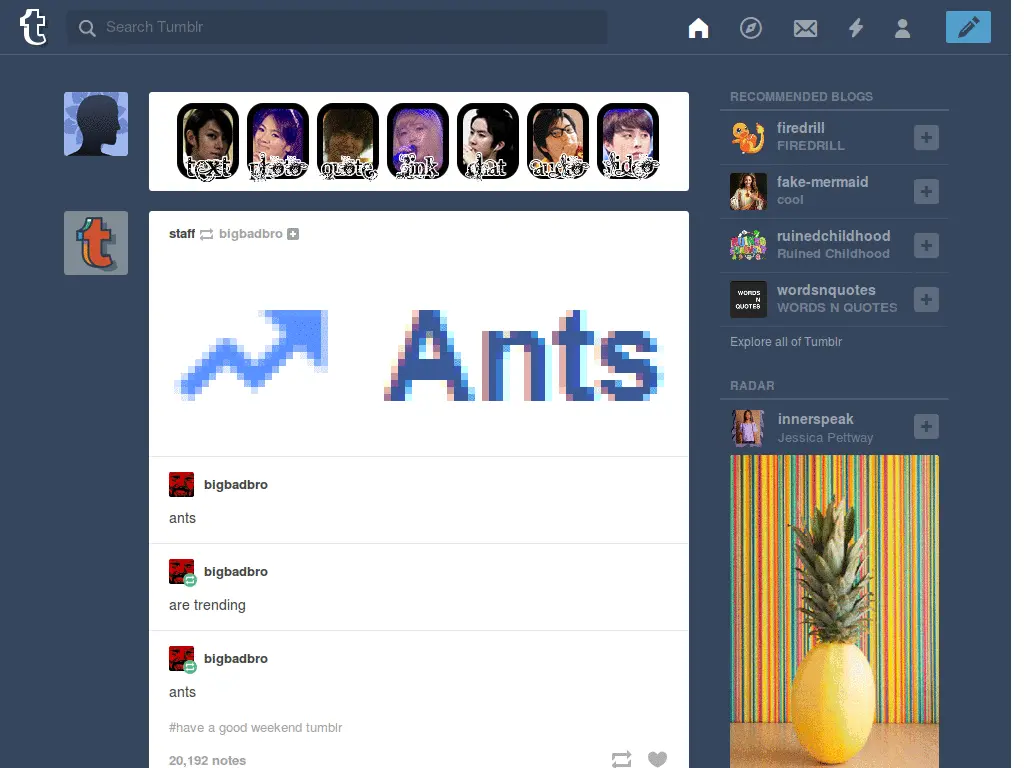 Search Tumblr
text photo quote link chat audio video
staff bigbadbro
Ants
bigbadbro
ants
bigbadbro
are trending
bigbadbro
ants
#have a good weekend tumblr
20,192 notes
RECOMMENDED BLOGS
firedrill
FIREDRILL
fake-mermaid
cool
ruinedchildhood
Ruined Childhood
WORDS
N
QUOTES
wordsnquotes
WORDS N QUOTES
Explore all of Tumblr
RADAR
innerspeak
Jessica Pettway